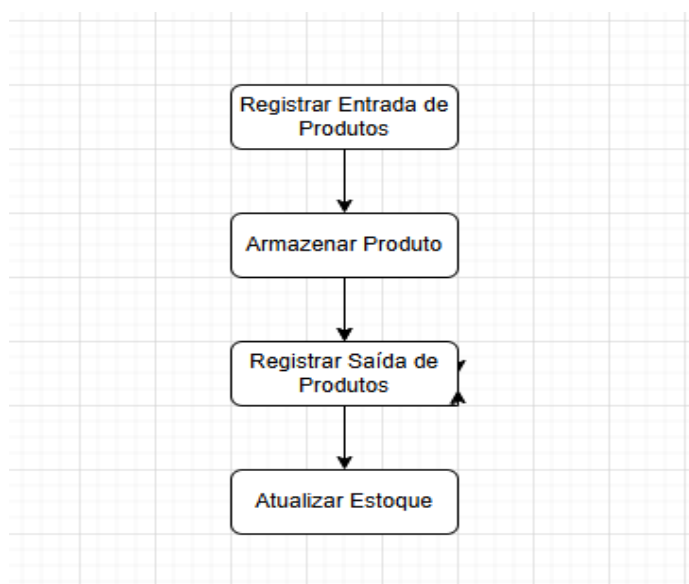 Registrar Entrada de
Produtos
Armazenar Produto
Registrar Saída de
Produtos
Atualizar Estoque